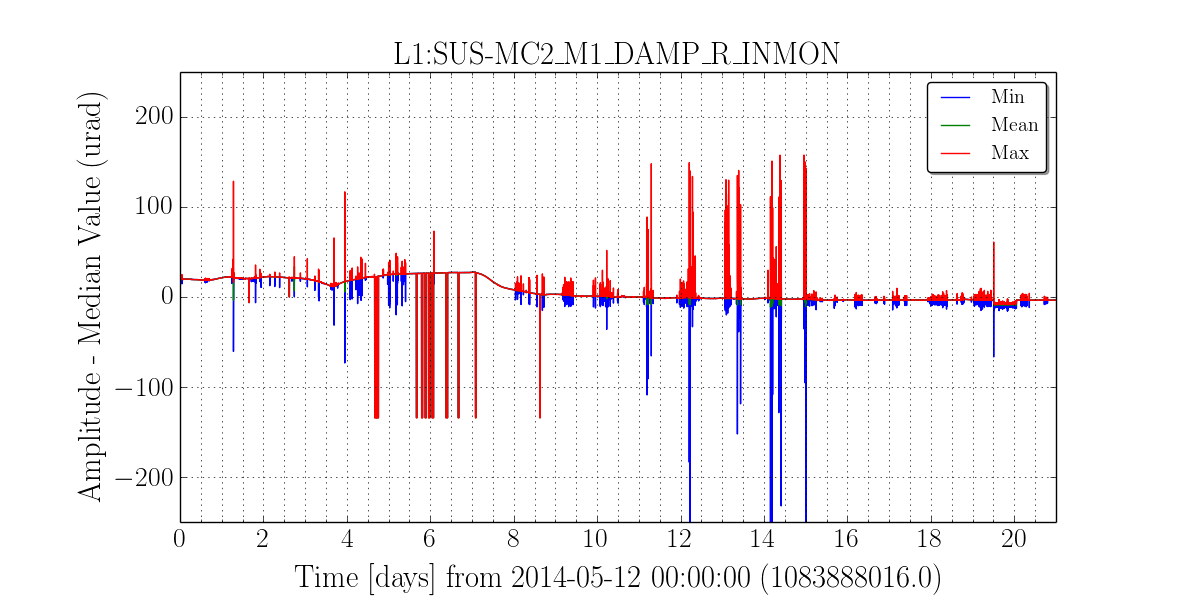 L1:SUS-MC2_M1_DAMP_R_INMON
Amplitude - Median Value (urad)
200
100
0
−100
−200
Min
Mean
Max
0 2 4 6 8 10 12 14 16 18 20
Time [days] from 2014-05-12 00:00:00 (1083888016.0)